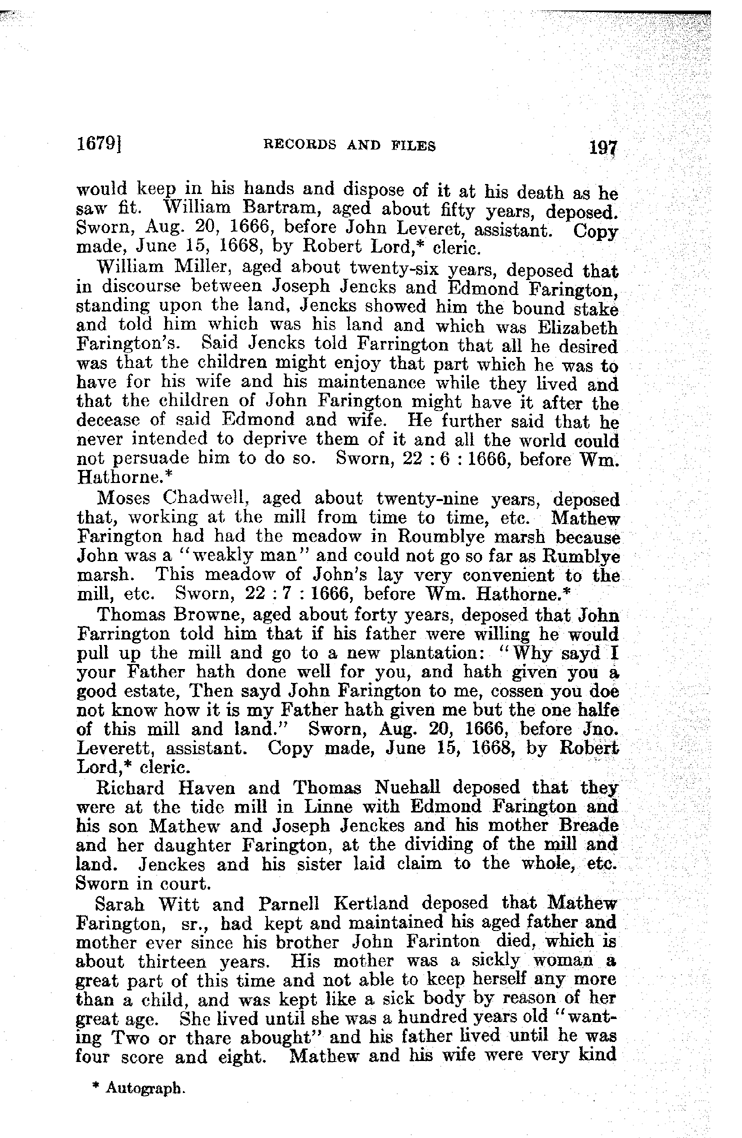 1679]   RECORDS AND FILES   197
would keep in his hands and dispose of it at his death as he
saw fit. William Bartram, aged about fifty years, deposed.
Sworn, Aug. 20, 1666, before John Leveret, assistant. Copy
made, June 15, 1668, by Robert Lord,* cleric.
William Miller, aged about twenty-six years, deposed that
in discourse between Joseph Jencks and Edmond Farington,
standing upon the land, Jencks showed him the bound stake
and told him which was his land and which was Elizabeth
Farington's. Said Jencks told Farrington that all he desired
was that the children might enjoy that part which he was to
have for his wife and his maintenance while they lived and
that the children of John Farington might have it after the
decease of said Edmond and wife. He further said that he
never intended to deprive them of it and all the world could
not persuade him to do so. Sworn, 22 : 6 : 1666, before Wm.
Hathorne.*
Moses Chadwell, aged about twenty-nine years, deposed
that, working at the mill from time to time, etc. Mathew
Farington had had the meadow in Roumblye marsh because
John was a "weakly man" and could not go so far as Rumblye
marsh. This meadow of John's lay very convenient to the
mill, etc. Sworn, 22 : 7 : 1666, before Wm. Hathorne.*
Thomas Browne, aged about forty years, deposed that John
Farrington told him that if his father were willing he would
pull up the mill and go to a new plantation: "Why sayd I
your Father hath done well for you, and hath given you a
good estate, Then sayd John Farington to me, cossen you doe
not know how it is my Father hath given me but the one halfe
of this mill and land." Sworn, Aug. 20, 1666, before Jno.
Leverett, assistant. Copy made, June 15, 1668, by Robert
Lord,* cleric.
Richard Haven and Thomas Nuehall deposed that they
were at the tide mill in Linne with Edmond Farington and
his son Mathew and Joseph Jenckes and his mother Breade
and her daughter Farington, at the dividing of the mill and
land. Jenckes and his sister laid claim to the whole, etc.
Sworn in court.
Sarah Witt and Parnell Kertland deposed that Mathew
Farington, sr., had kept and maintained his aged father and
mother ever since his brother John Farinton died, which is
about thirteen years. His mother was a sickly woman a
great part of this time and not able to keep herself any more
than a child, and was kept like a sick body by reason of her
great age. She lived until she was a hundred years old "want-
ing Two or thare abought" and his father lived until he was
four score and eight. Mathew and his wife were very kind
* Autograph.